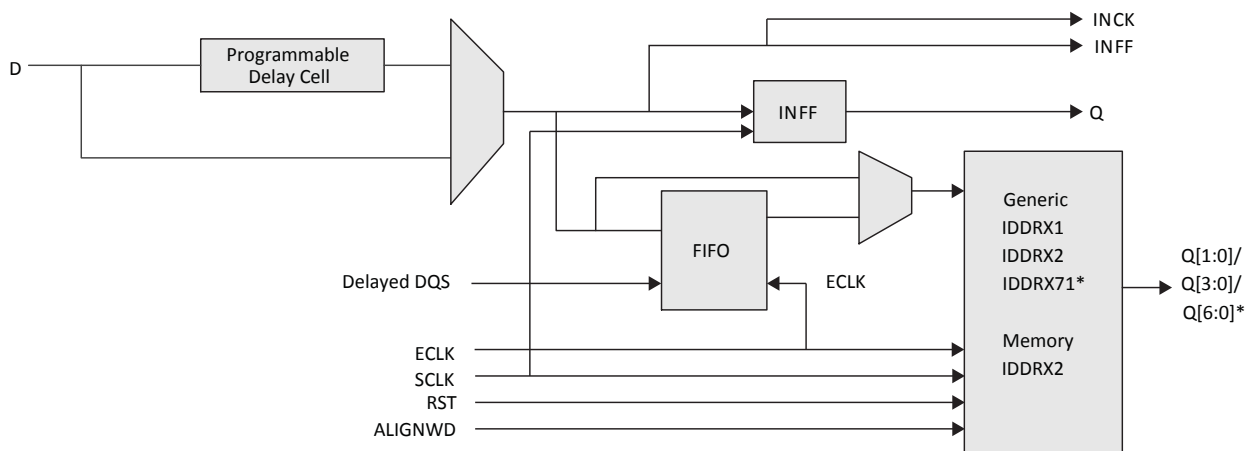 INCK
INFF
D
Programmable
Delay Cell
INFF
Q
FIFO
Delayed DQS
ECLK
Generic
IDDRX1
IDDRX2
IDDRX71*
Memory
IDDRX2
Q[1:0]/
Q[3:0]/
Q[6:0]*
ECLK
SCLK
RST
ALIGNWD